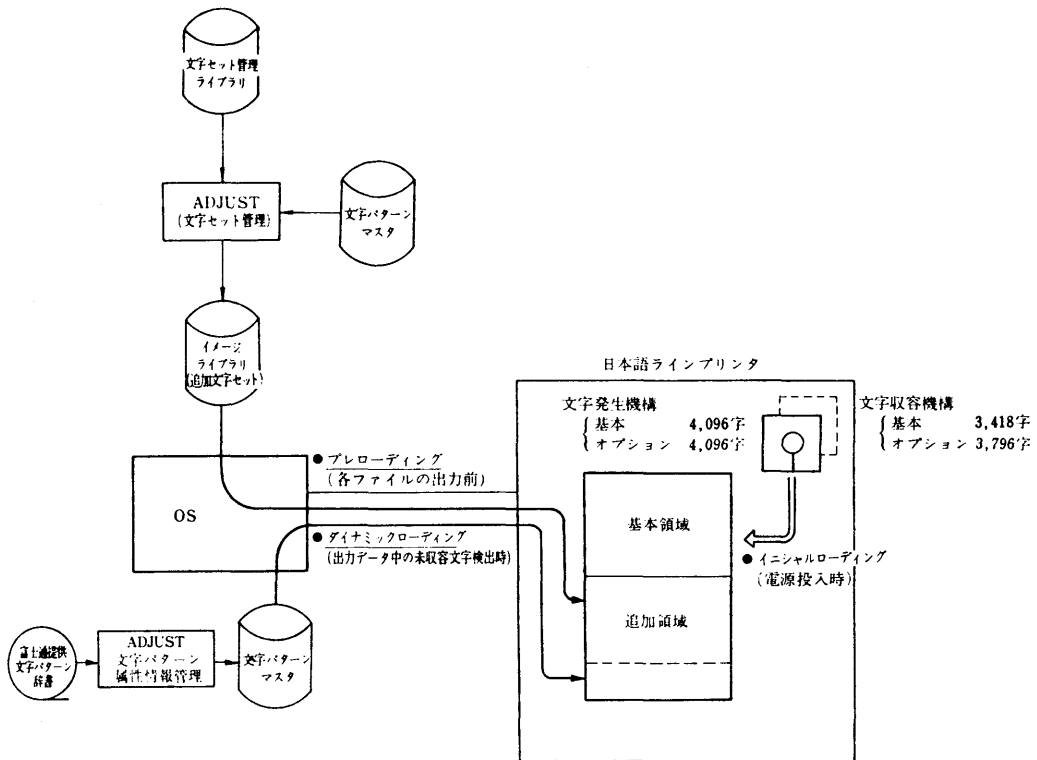 文字セット管理
ライブラリ
ADJUST
(文字セット管理)
文字パターン
マスタ
イメージ
ライブラリ
(追加文字セット)
日本語ラインプリンタ
文字発生機構
基本 4,096字
オプション 4,096字
文字収容機構
基本 3,418字
オプション 3,796字
●プレローディング
(各ファイルの出力前)
OS
基本領域
●ダイナミックローディング
(出力データ中の未収容文字検出時)
●イニシャルローディング
(電源投入時)
追加領域
富士通提供
文字パターン
辞書
ADJUST
文字パターン
属性情報管理
文字パターン
マスタ